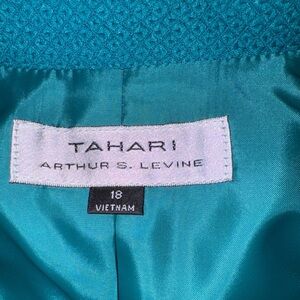 TAHARI
ARTHUR S. LEVINE
18
VIETNAM